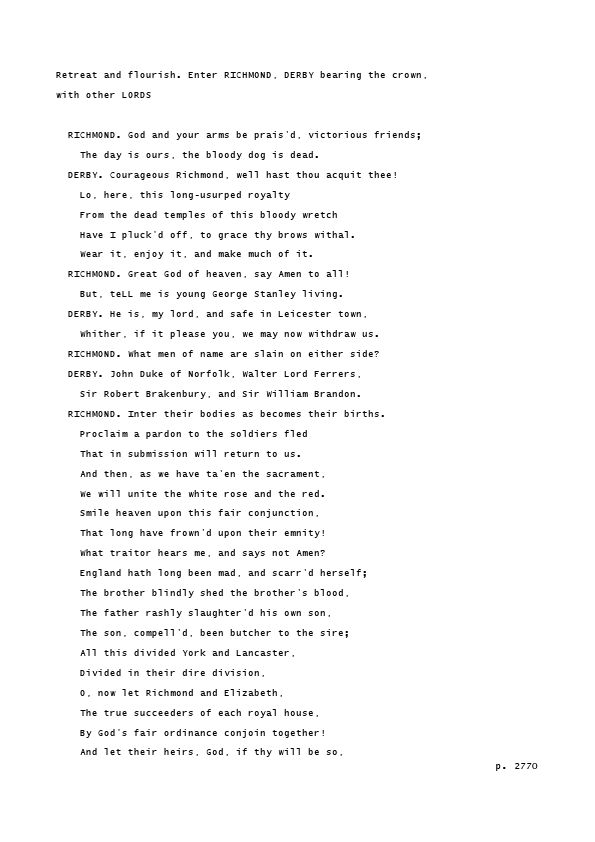 Retreat and flourish. Enter RICHMOND, DERBY bearing the crown,
with other LORDS
RICHMOND. God and your arms be prais'd, victorious friends;
The day is ours, the bloody dog is dead.
DERBY. Courageous Richmond, well hast thou acquit thee!
Lo, here, this long-usurped royalty
From the dead temples of this bloody wretch
Have I pluck'd off, to grace thy brows withal.
Wear it, enjoy it, and make much of it.
RICHMOND. Great God of heaven, say Amen to all!
But, teLL me is young George Stanley living.
DERBY. He is, my lord, and safe in Leicester town,
Whither, if it please you, we may now withdraw us.
RICHMOND. What men of name are slain on either side?
DERBY. John Duke of Norfolk, Walter Lord Ferrers,
Sir Robert Brakenbury, and Sir William Brandon.
RICHMOND. Inter their bodies as becomes their births.
Proclaim a pardon to the soldiers fled
That in submission will return to us.
And then, as we have ta'en the sacrament,
We will unite the white rose and the red.
Smile heaven upon this fair conjunction,
That long have frown'd upon their emnity!
What traitor hears me, and says not Amen?
England hath long been mad, and scarr'd herself;
The brother blindly shed the brother's blood,
The father rashly slaughter'd his own son,
The son, compell'd, been butcher to the sire;
All this divided York and Lancaster,
Divided in their dire division,
O, now let Richmond and Elizabeth,
The true succeeders of each royal house,
By God's fair ordinance conjoin together!
And let their heirs, God, if thy will be so,
p. 2770